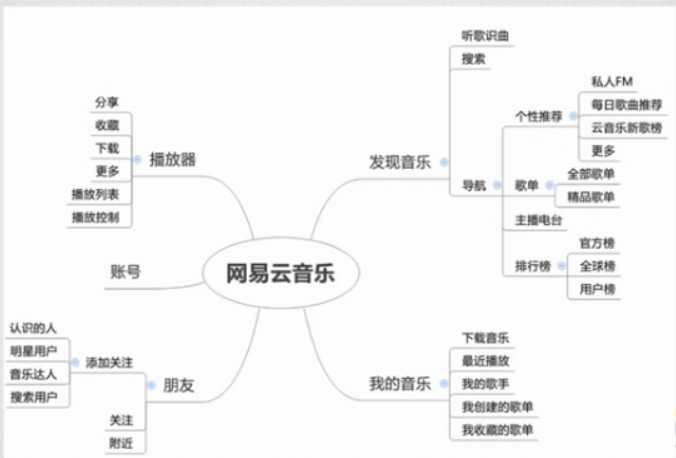 网易云音乐
发现音乐
听歌识曲
搜索
导航
个性推荐
私人FM
每日歌曲推荐
云音乐新歌榜
更多
歌单
全部歌单
精品歌单
主播电台
排行榜
官方榜
全球榜
用户榜
我的音乐
下载音乐
最近播放
我的歌手
我创建的歌单
我收藏的歌单
播放器
分享
收藏
下载
更多
播放列表
播放控制
账号
朋友
添加关注
认识的人
明星用户
音乐达人
搜索用户
关注
附近